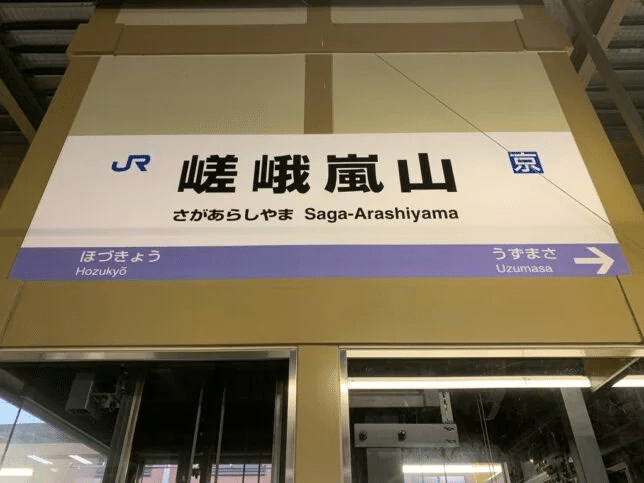 JR 嵯峨嵐山 京
さがあらしやま Saga-Arashiyama
ほづきょう うずまさ
Hozukyō Uzumasa